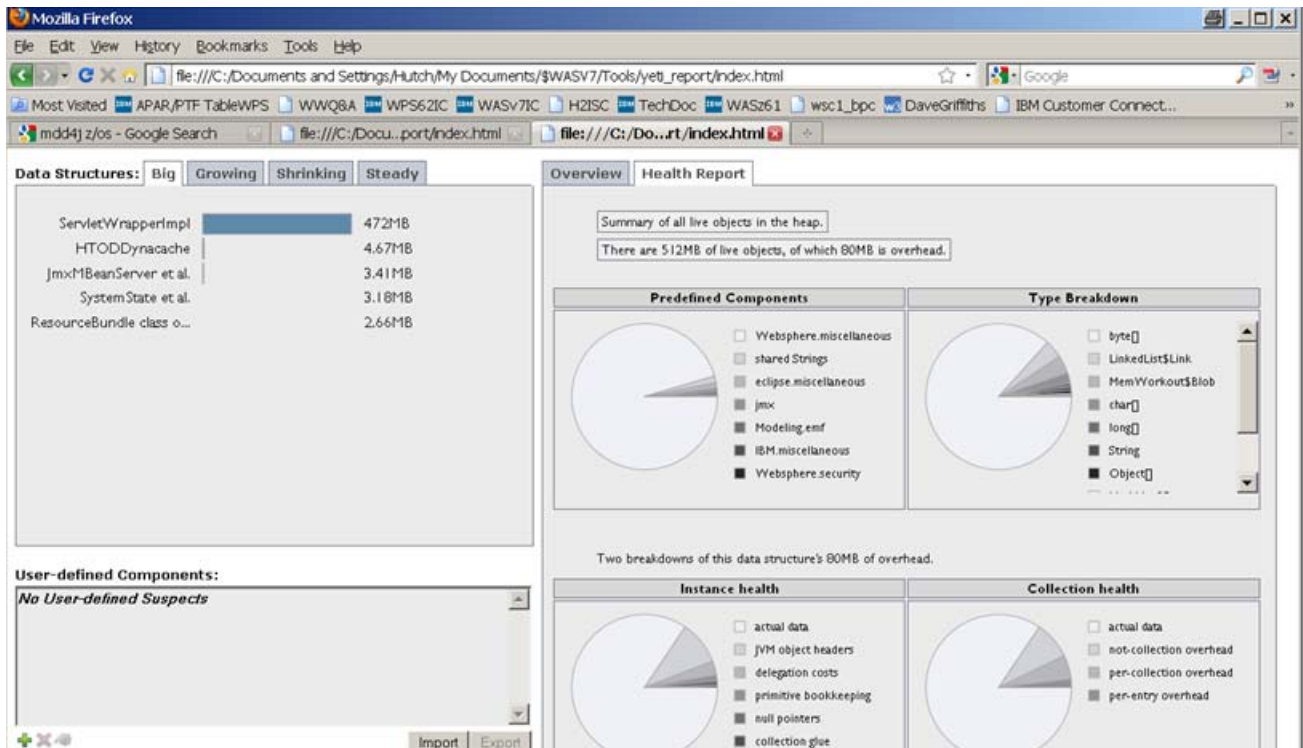 Mozilla Firefox
File Edit View History Bookmarks Tools Help
file:///C:/Documents and Settings/Hutch/My Documents/$WASV7/Tools/yeti_report/index.html
Google
Most Visited APAR/PTF TableWPS WWQ&A WPS62IC WASv7IC H2ISC TechDoc WASz61 wsc1_bpc DaveGriffiths IBM Customer Connect...
mdd4j z/os - Google Search file:///C:/Docu...port/index.html file:///C:/Do...rt/index.html
Data Structures: Big Growing Shrinking Steady
ServletWrapperImpl 472MB
HTODDynacache 4.67MB
JmxMBeanServer et al. 3.41MB
SystemState et al. 3.18MB
ResourceBundle class o... 2.66MB
User-defined Components:
No User-defined Suspects
Import Export
Overview Health Report
Summary of all live objects in the heap.
There are 512MB of live objects, of which 80MB is overhead.
Predefined Components
Websphere.miscellaneous
shared Strings
eclipse.miscellaneous
jmx
Modeling.emf
IBM.miscellaneous
Websphere.security
Type Breakdown
byte[]
LinkedList$Link
MemWorkout$Blob
char[]
long[]
String
Object[]
Two breakdowns of this data structure's 80MB of overhead.
Instance health
actual data
JVM object headers
delegation costs
primitive bookkeeping
null pointers
collection glue
Collection health
actual data
not-collection overhead
per-collection overhead
per-entry overhead